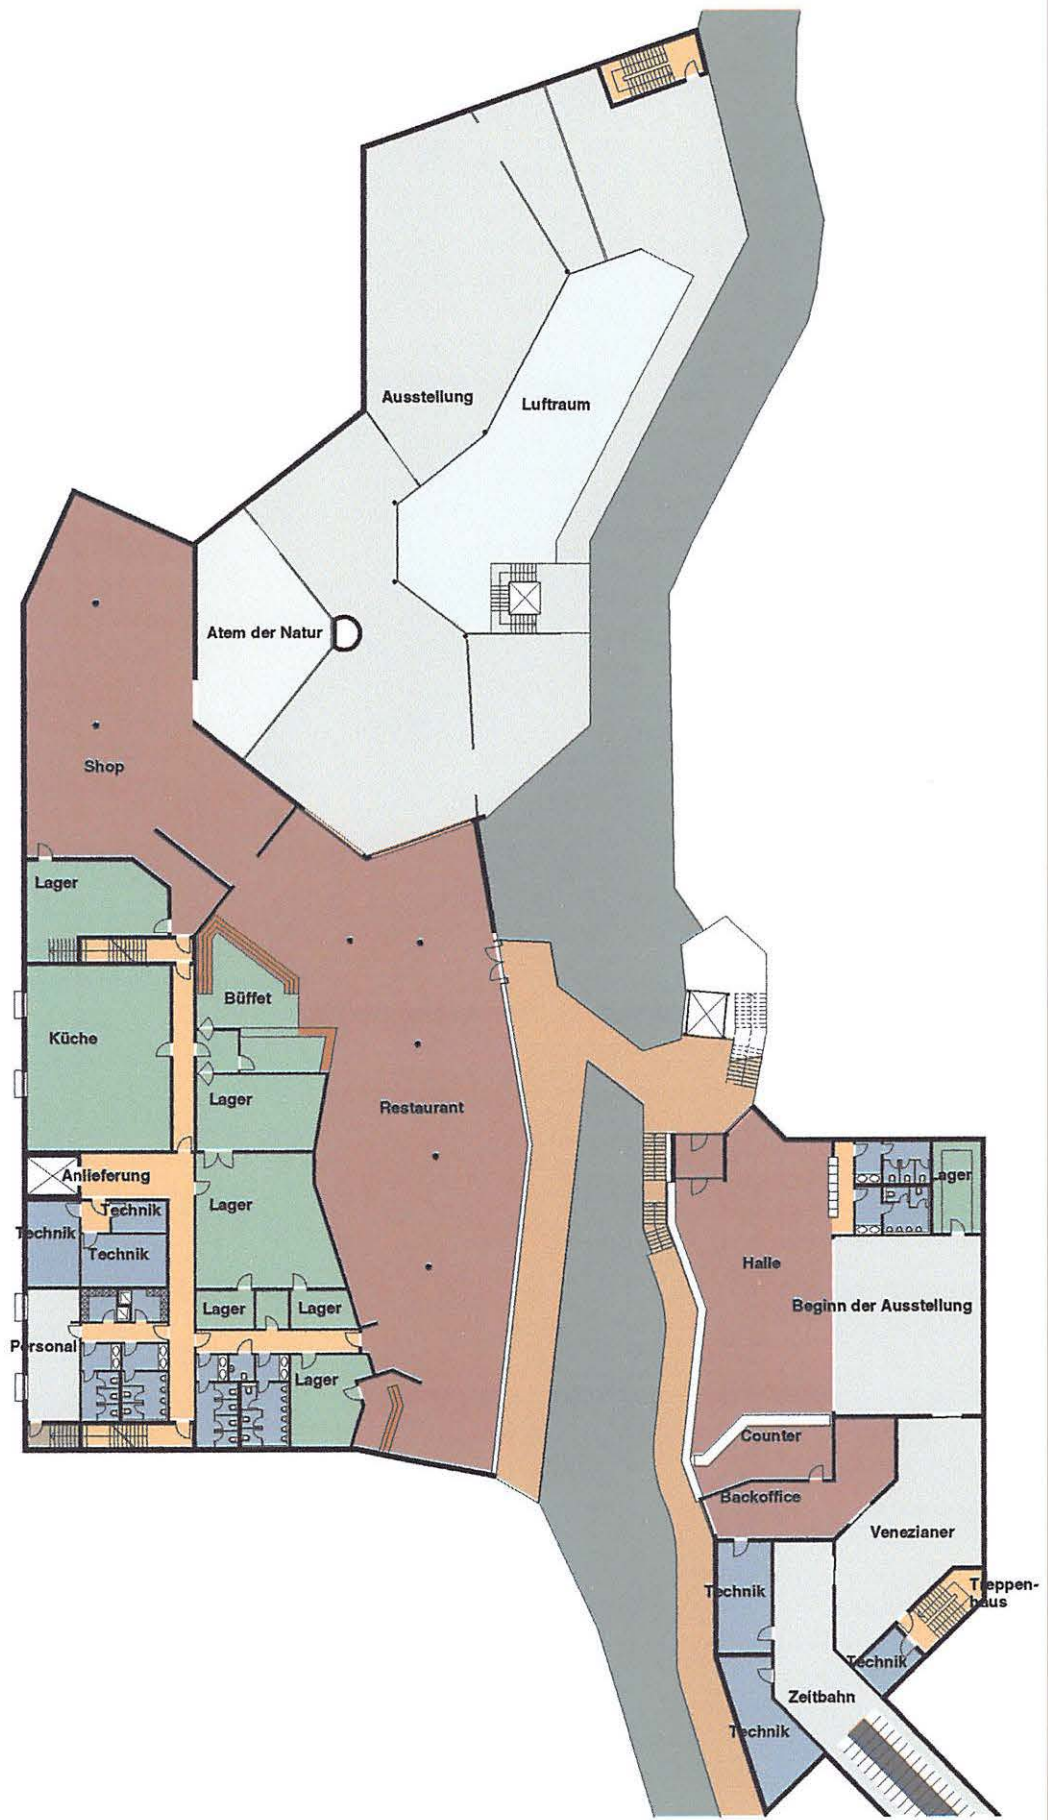 Ausstellung
Luftraum
Atem der Natur
Shop
Lager
Büffet
Küche
Lager
Restaurant
Anlieferung
Lager
Technik
Technik
Technik
Lager
Lager
Personal
Lager
Lager
Halle
Beginn der Ausstellung
Counter
Backoffice
Venezianer
Technik
Treppen-
haus
Technik
Zeitbahn
Technik